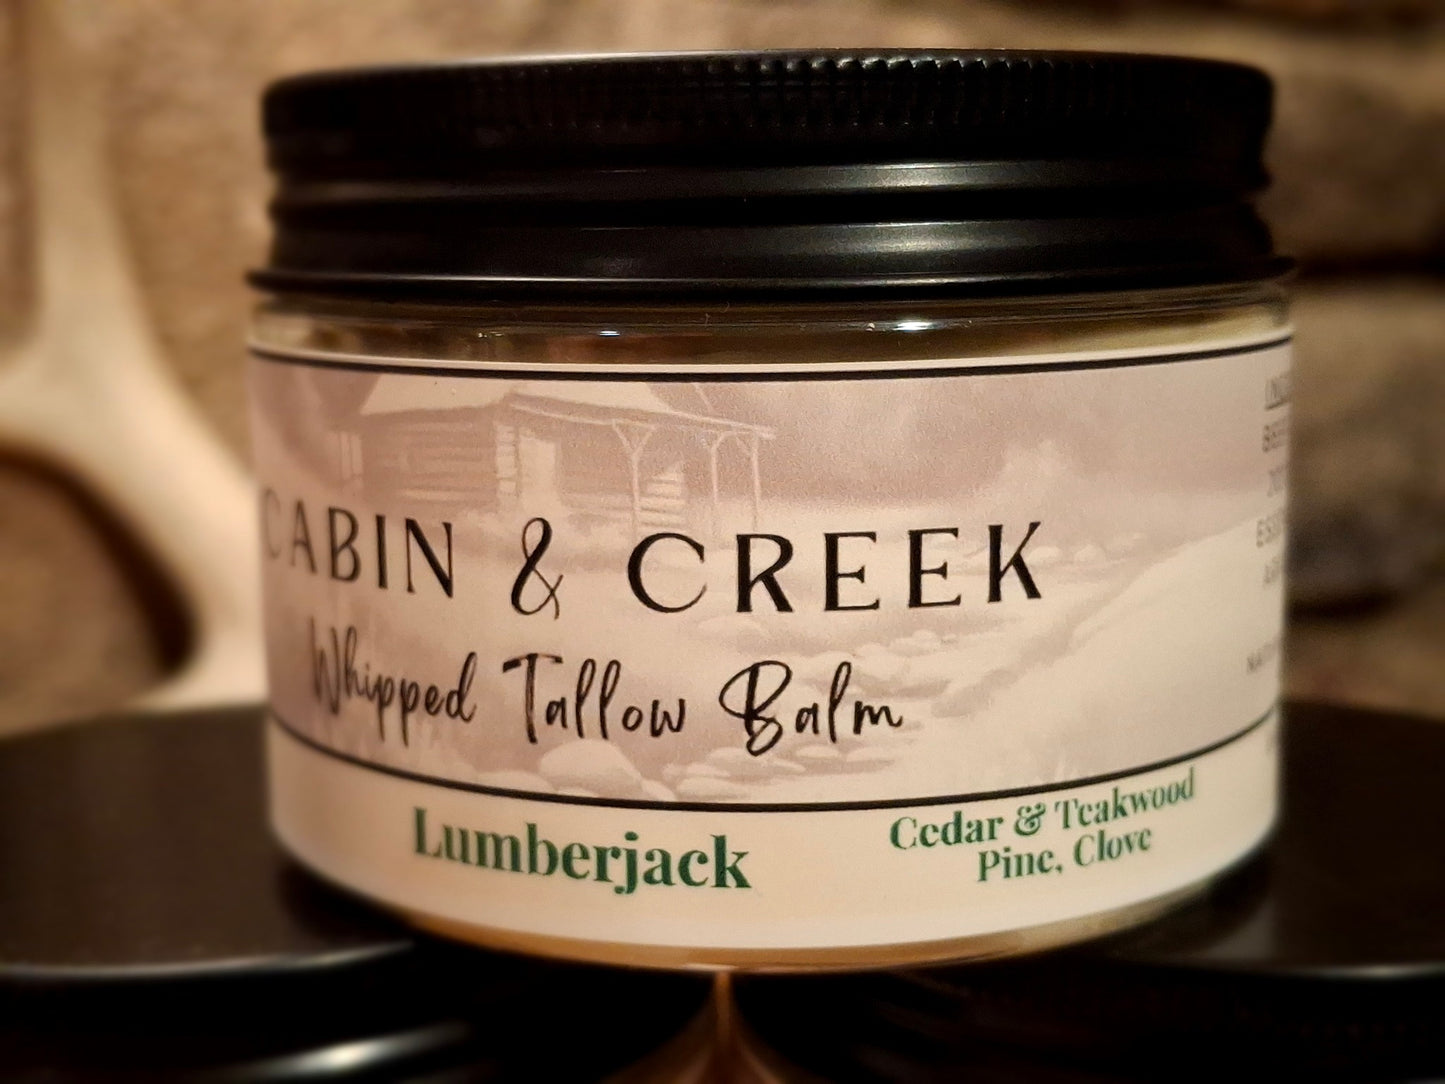 CABIN & CREEK
Whipped Tallow Balm
Lumberjack
Cedar & Teakwood
Pine, Clove